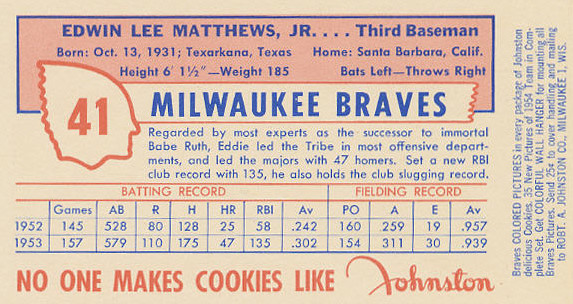 EDWIN LEE MATTHEWS, JR. . . . Third Baseman
Born: Oct. 13, 1931; Texarkana, Texas Home: Santa Barbara, Calif.
Height 6' 1½"—Weight 185 Bats Left—Throws Right
41
MILWAUKEE BRAVES
Regarded by most experts as the successor to immortal
Babe Ruth, Eddie led the Tribe in most offensive depart-
ments, and led the majors with 47 homers. Set a new RBI
club record with 135, he also holds the club slugging record.
BATTING RECORD FIELDING RECORD
Games AB R H HR RBI Av PO A E Av
1952 145 528 80 128 25 58 .242 160 259 19 .957
1953 157 579 110 175 47 135 .302 154 311 30 .939
NO ONE MAKES COOKIES LIKE Johnston
Braves COLORED PICTURES in every package of Johnston
delicious Cookies. 35 New Pictures of 1954 Team in Com-
plete Set. Get COLORFUL WALL HANGER for mounting all
Braves Pictures. Send 25¢ to cover handling and mailing
to ROBT. A. JOHNSTON CO., MILWAUKEE 1, WIS.